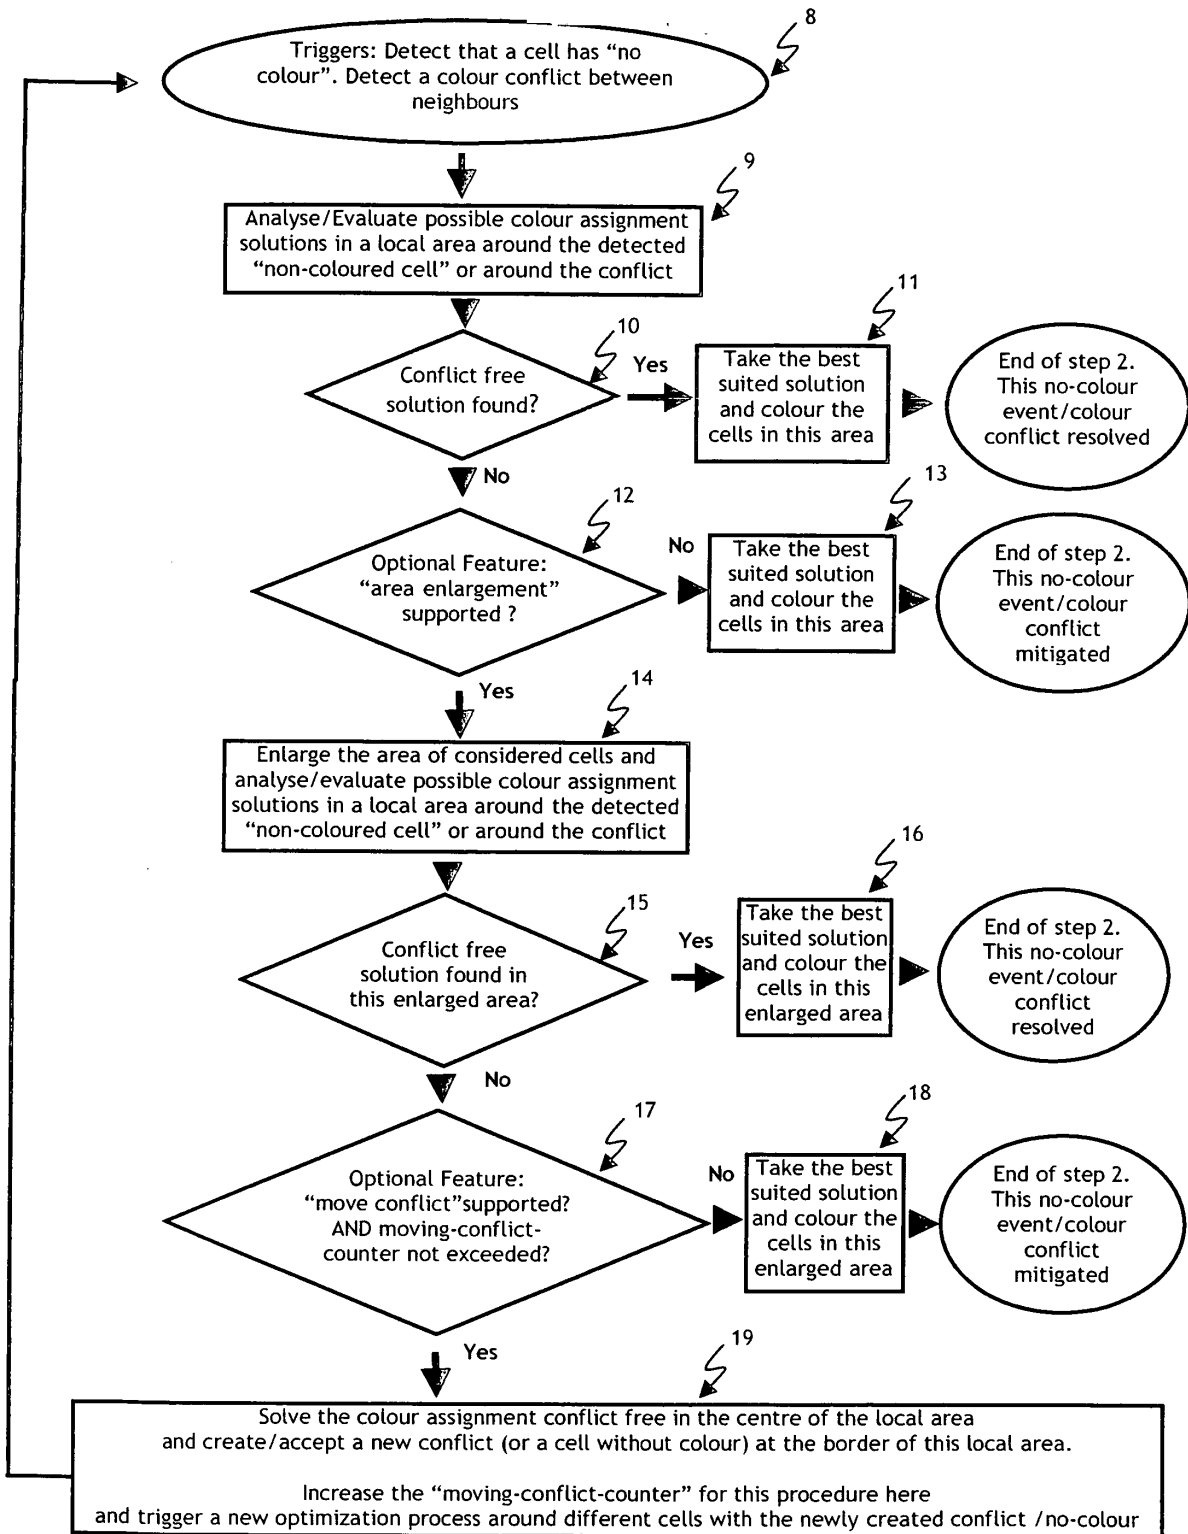 8
Triggers: Detect that a cell has “no
colour”. Detect a colour conflict between
neighbours
9
Analyse/Evaluate possible colour assignment
solutions in a local area around the detected
“non-coloured cell” or around the conflict
10
Conflict free
solution found?
Yes
11
Take the best
suited solution
and colour the
cells in this area
End of step 2.
This no-colour
event/colour
conflict resolved
No
12
Optional Feature:
“area enlargement”
supported ?
No
13
Take the best
suited solution
and colour the
cells in this area
End of step 2.
This no-colour
event/colour
conflict
mitigated
Yes
14
Enlarge the area of considered cells and
analyse/evaluate possible colour assignment
solutions in a local area around the detected
“non-coloured cell” or around the conflict
15
Conflict free
solution found in
this enlarged area?
Yes
16
Take the best
suited solution
and colour the
cells in this
enlarged area
End of step 2.
This no-colour
event/colour
conflict
resolved
No
17
Optional Feature:
“move conflict”supported?
AND moving-conflict-
counter not exceeded?
No
18
Take the best
suited solution
and colour the
cells in this
enlarged area
End of step 2.
This no-colour
event/colour
conflict
mitigated
Yes
19
Solve the colour assignment conflict free in the centre of the local area
and create/accept a new conflict (or a cell without colour) at the border of this local area.
Increase the “moving-conflict-counter” for this procedure here
and trigger a new optimization process around different cells with the newly created conflict /no-colour